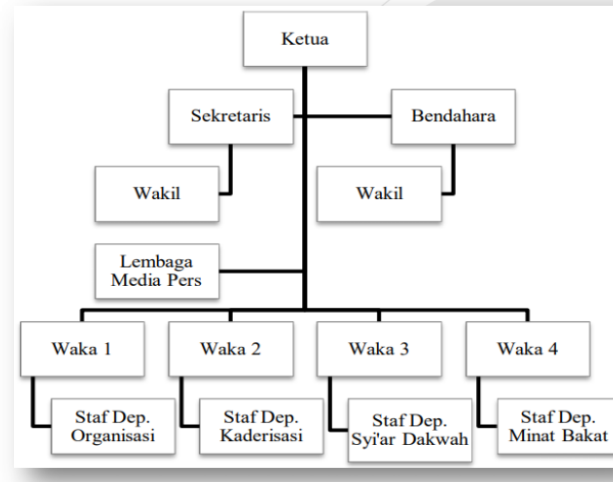 Ketua
Sekretaris
Bendahara
Wakil
Wakil
Lembaga
Media Pers
Waka 1
Waka 2
Waka 3
Waka 4
Staf Dep.
Organisasi
Staf Dep.
Kaderisasi
Staf Dep.
Syi'ar Dakwah
Staf Dep.
Minat Bakat